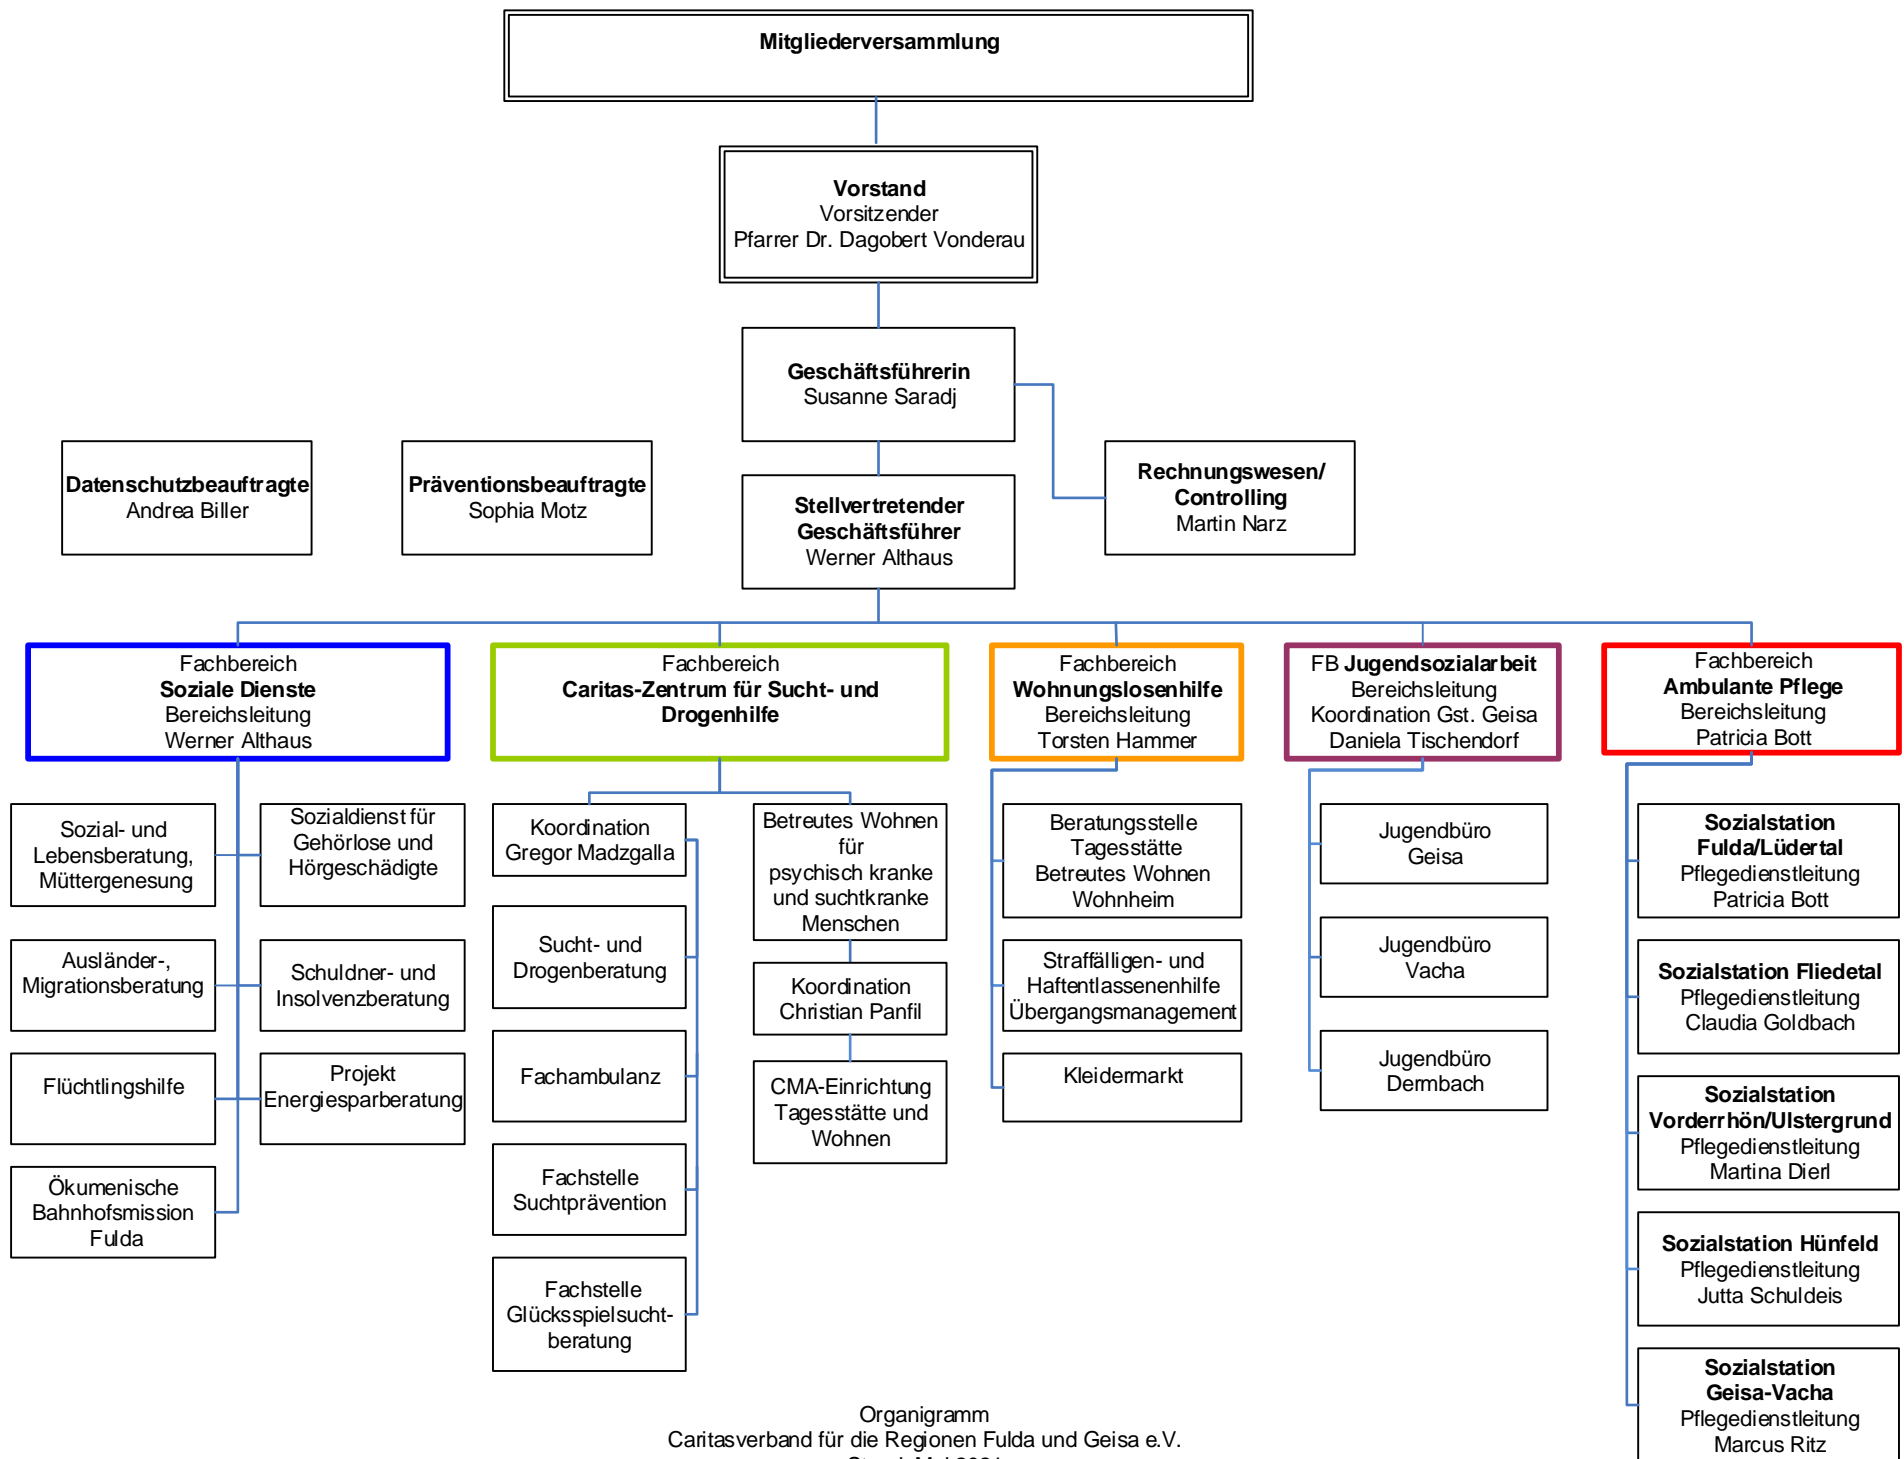 Mitgliederversammlung
Vorstand
Vorsitzender
Pfarrer Dr. Dagobert Vonderau
Geschäftsführerin
Susanne Saradj
Datenschutzbeauftragte
Andrea Biller
Präventionsbeauftragte
Sophia Motz
Stellvertretender
Geschäftsführer
Werner Althaus
Rechnungswesen/
Controlling
Martin Narz
Fachbereich
Soziale Dienste
Bereichsleitung
Werner Althaus
Fachbereich
Caritas-Zentrum für Sucht- und
Drogenhilfe
Fachbereich
Wohnungslosenhilfe
Bereichsleitung
Torsten Hammer
FB Jugendsozialarbeit
Bereichsleitung
Koordination Gst. Geisa
Daniela Tischendorf
Fachbereich
Ambulante Pflege
Bereichsleitung
Patricia Bott
Sozial- und
Lebensberatung,
Müttergenesung
Sozialdienst für
Gehörlose und
Hörgeschädigte
Ausländer-,
Migrationsberatung
Schuldner- und
Insolvenzberatung
Flüchtlingshilfe
Projekt
Energiesparberatung
Ökumenische
Bahnhofsmission
Fulda
Koordination
Gregor Madzgalla
Sucht- und
Drogenberatung
Fachambulanz
Fachstelle
Suchtprävention
Fachstelle
Glücksspielsucht-
beratung
Betreutes Wohnen
für
psychisch kranke
und suchtkranke
Menschen
Koordination
Christian Panfil
CMA-Einrichtung
Tagesstätte und
Wohnen
Beratungsstelle
Tagesstätte
Betreutes Wohnen
Wohnheim
Straffälligen- und
Haftentlassenenhilfe
Übergangsmanagement
Kleidermarkt
Jugendbüro
Geisa
Jugendbüro
Vacha
Jugendbüro
Dermbach
Sozialstation
Fulda/Lüdertal
Pflegedienstleitung
Patricia Bott
Sozialstation Fliedetal
Pflegedienstleitung
Claudia Goldbach
Sozialstation
Vorderrhön/Ulstergrund
Pflegedienstleitung
Martina Dierl
Sozialstation Hünfeld
Pflegedienstleitung
Jutta Schuldeis
Sozialstation
Geisa-Vacha
Pflegedienstleitung
Marcus Ritz
Organigramm
Caritasverband für die Regionen Fulda und Geisa e.V.